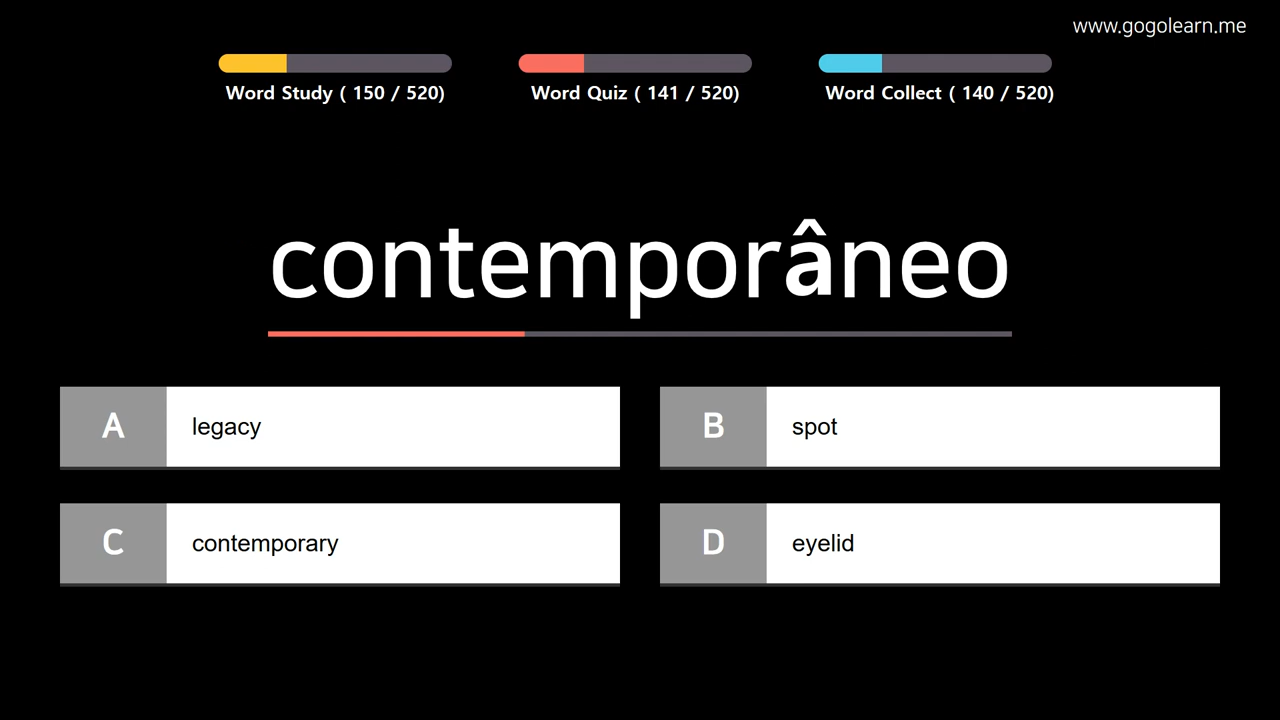 www.gogolearn.me
Word Study ( 150 / 520)
Word Quiz ( 141 / 520)
Word Collect ( 140 / 520)
contemporâneo
A legacy
B spot
C contemporary
D eyelid